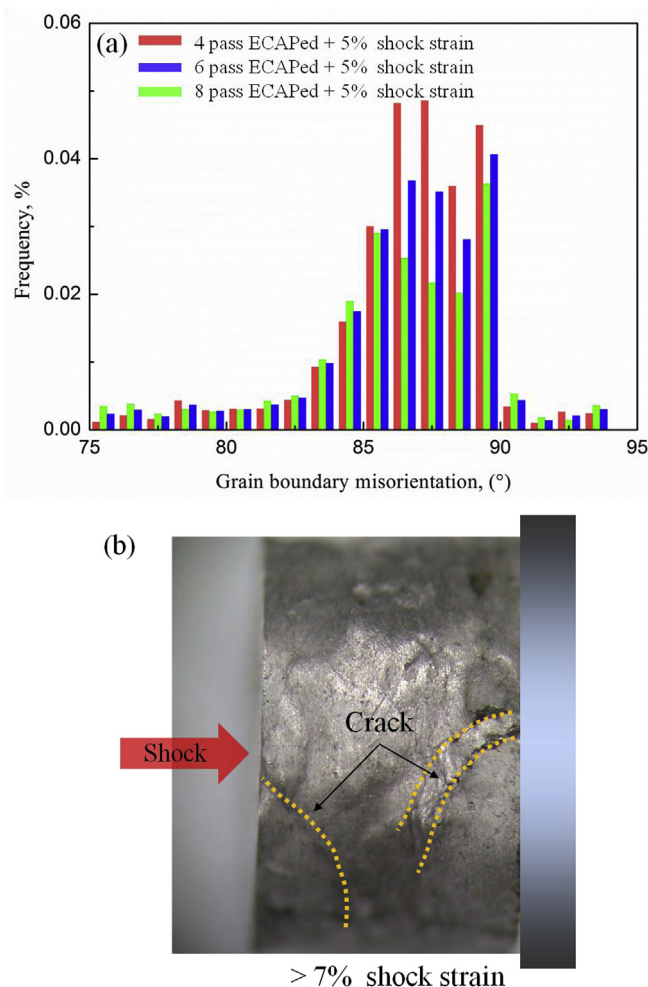 (a)
4 pass ECAPed + 5% shock strain
6 pass ECAPed + 5% shock strain
8 pass ECAPed + 5% shock strain
0.06
0.04
0.02
0.00
Frequency, %
75 80 85 90 95
Grain boundary misorientation, (°)
(b)
Crack
Shock
> 7% shock strain